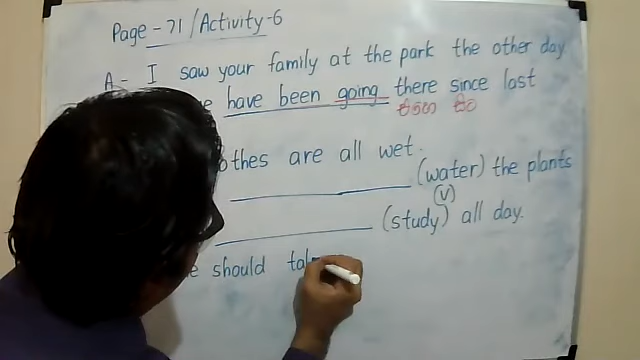 Page - 71 / Activity - 6
A - I saw your family at the park the other day.
have been going there since last
othes are all wet.
(water) the plants
(v)
(study) all day.
e should ta